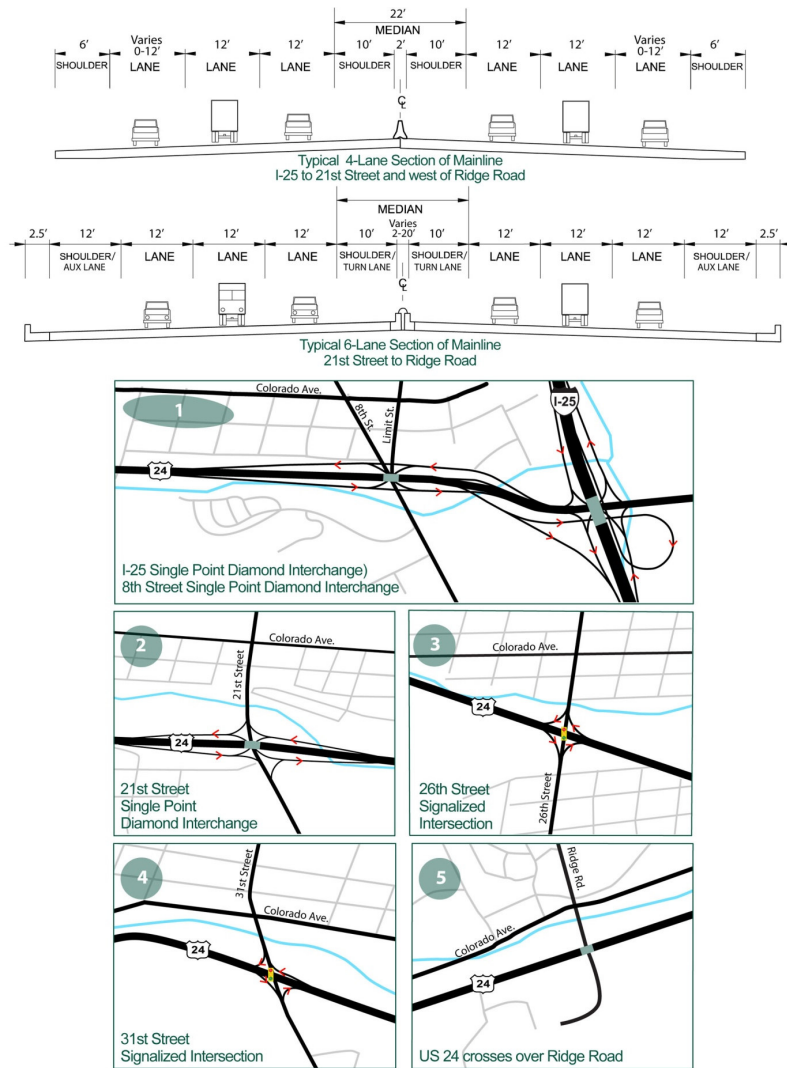 22'
MEDIAN
6' Varies 0-12' 12' 12' 10' 2' 10' 12' 12' Varies 0-12' 6'
SHOULDER LANE LANE LANE SHOULDER SHOULDER LANE LANE LANE SHOULDER
℄
Typical 4-Lane Section of Mainline
I-25 to 21st Street and west of Ridge Road
MEDIAN
Varies
2.5' 12' 12' 12' 12' 10' 2-20' 10' 12' 12' 12' 12' 2.5'
SHOULDER/ AUX LANE LANE LANE LANE SHOULDER/ TURN LANE SHOULDER/ TURN LANE LANE LANE LANE SHOULDER/ AUX LANE
℄
Typical 6-Lane Section of Mainline
21st Street to Ridge Road
1
Colorado Ave.
8th St.
Limit St.
I-25
24
I-25 Single Point Diamond Interchange)
8th Street Single Point Diamond Interchange
2
Colorado Ave.
21st Street
24
21st Street
Single Point
Diamond Interchange
3
Colorado Ave.
24
26th Street
26th Street
Signalized
Intersection
4
31st Street
Colorado Ave.
24
31st Street
Signalized Intersection
5
Ridge Rd.
Colorado Ave.
24
US 24 crosses over Ridge Road